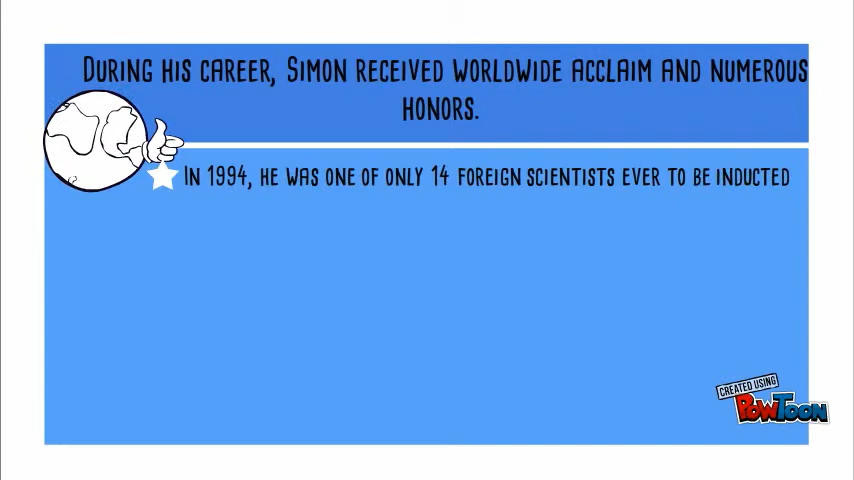 During his career, Simon received worldwide acclaim and numerous
honors.
In 1994, he was one of only 14 foreign scientists ever to be inducted
CREATED USING
POWTOON